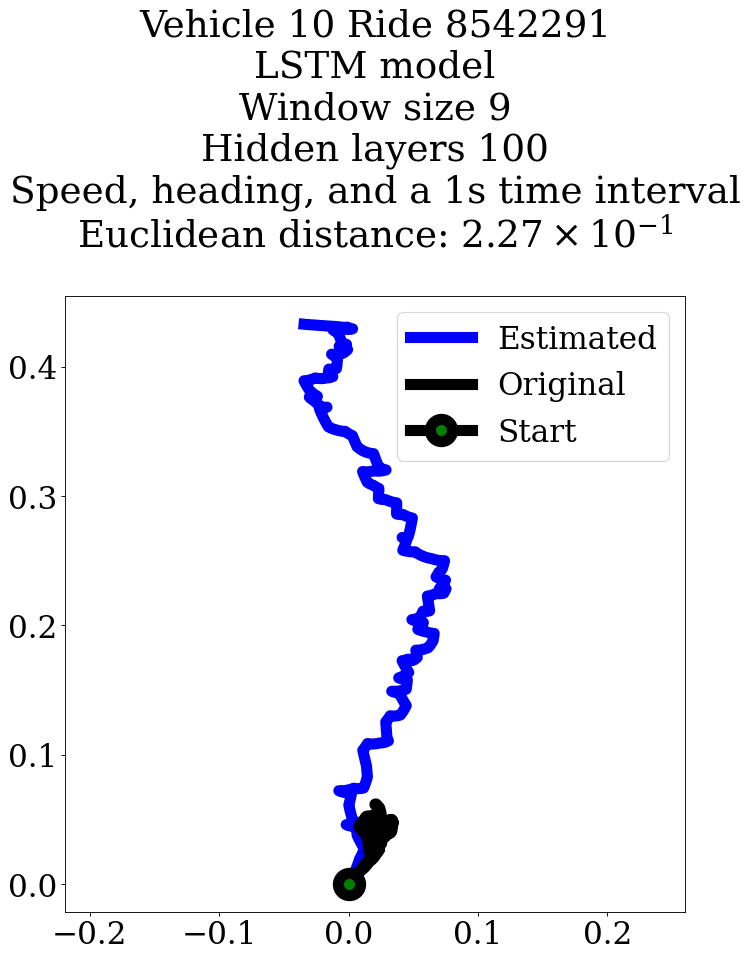 Vehicle 10 Ride 8542291
LSTM model
Window size 9
Hidden layers 100
Speed, heading, and a 1s time interval
Euclidean distance: 2.27 × 10⁻¹
Estimated
Original
Start
0.4
0.3
0.2
0.1
0.0
−0.2 −0.1 0.0 0.1 0.2